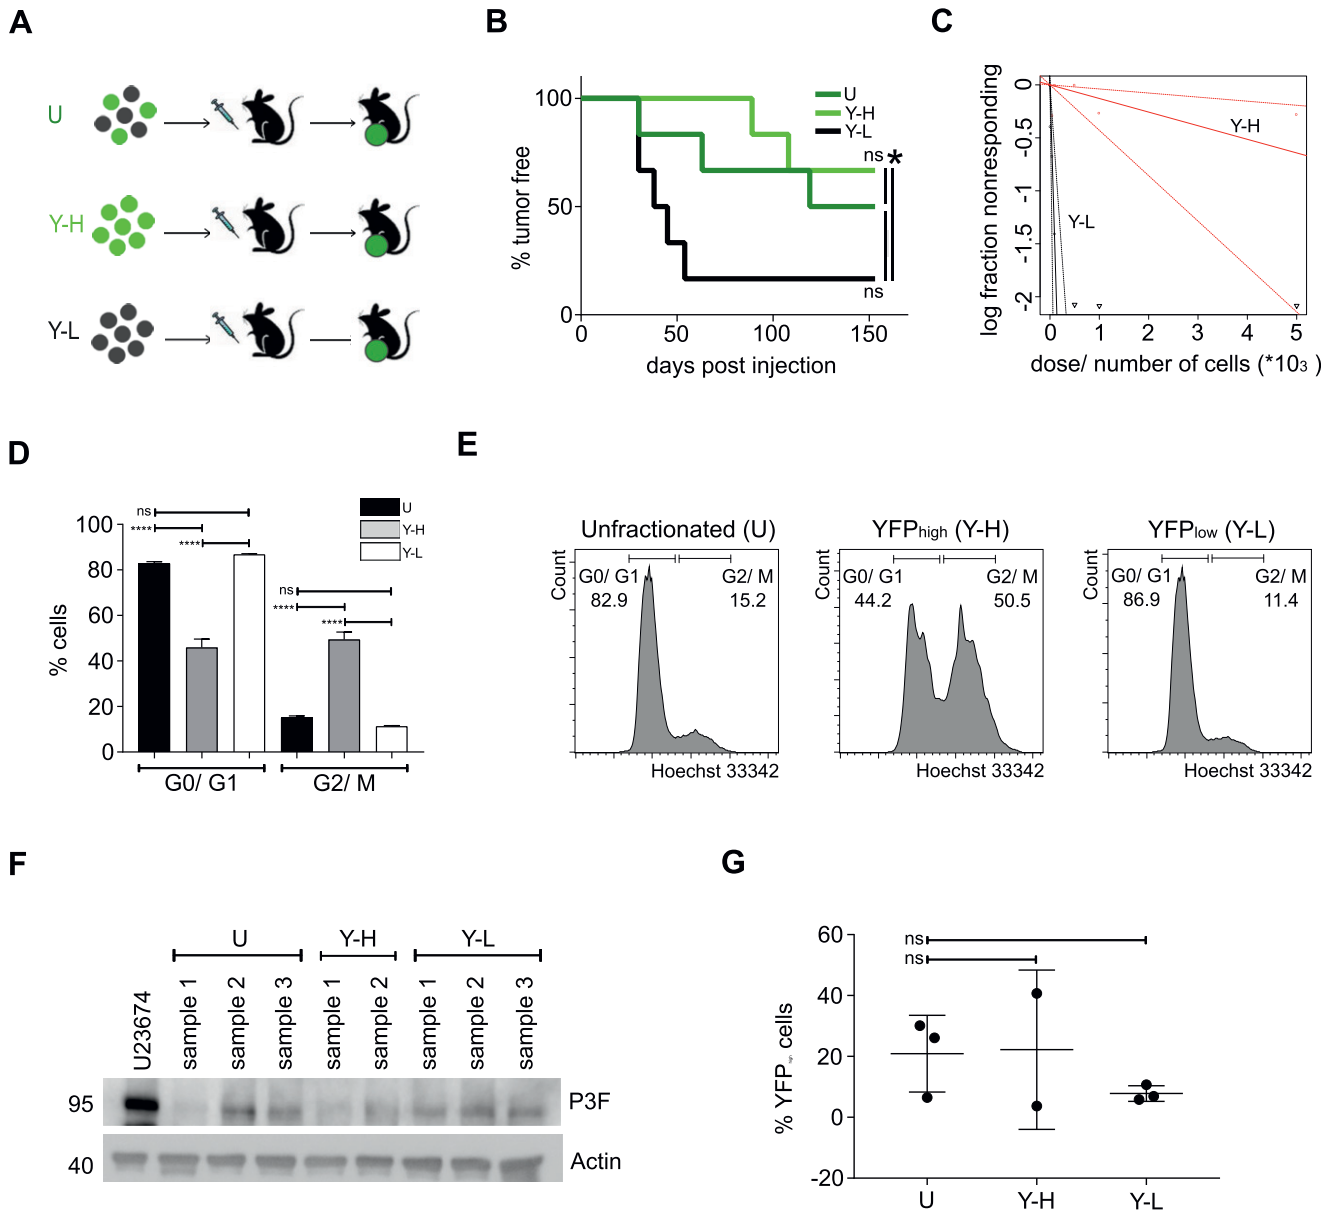 A
U
Y-H
Y-L
B
% tumor free
100
50
0
U
Y-H
Y-L
ns *
ns
0 50 100 150
days post injection
C
log fraction nonresponding
0
-0.5
-1
-1.5
-2
Y-H
Y-L
0 1 2 3 4 5
dose/ number of cells (*103 )
D
% cells
100
80
60
40
20
0
ns
****
****
ns
****
****
U
Y-H
Y-L
G0/ G1 G2/ M
E
Unfractionated (U)
Count
G0/ G1 G2/ M
82.9 15.2
Hoechst 33342
YFPhigh (Y-H)
Count
G0/ G1 G2/ M
44.2 50.5
Hoechst 33342
YFPlow (Y-L)
Count
G0/ G1 G2/ M
86.9 11.4
Hoechst 33342
F
U Y-H Y-L
U23674
sample 1
sample 2
sample 3
sample 1
sample 2
sample 1
sample 2
sample 3
95 P3F
40 Actin
G
% YFPhigh cells
60
40
20
0
-20
ns
ns
U Y-H Y-L